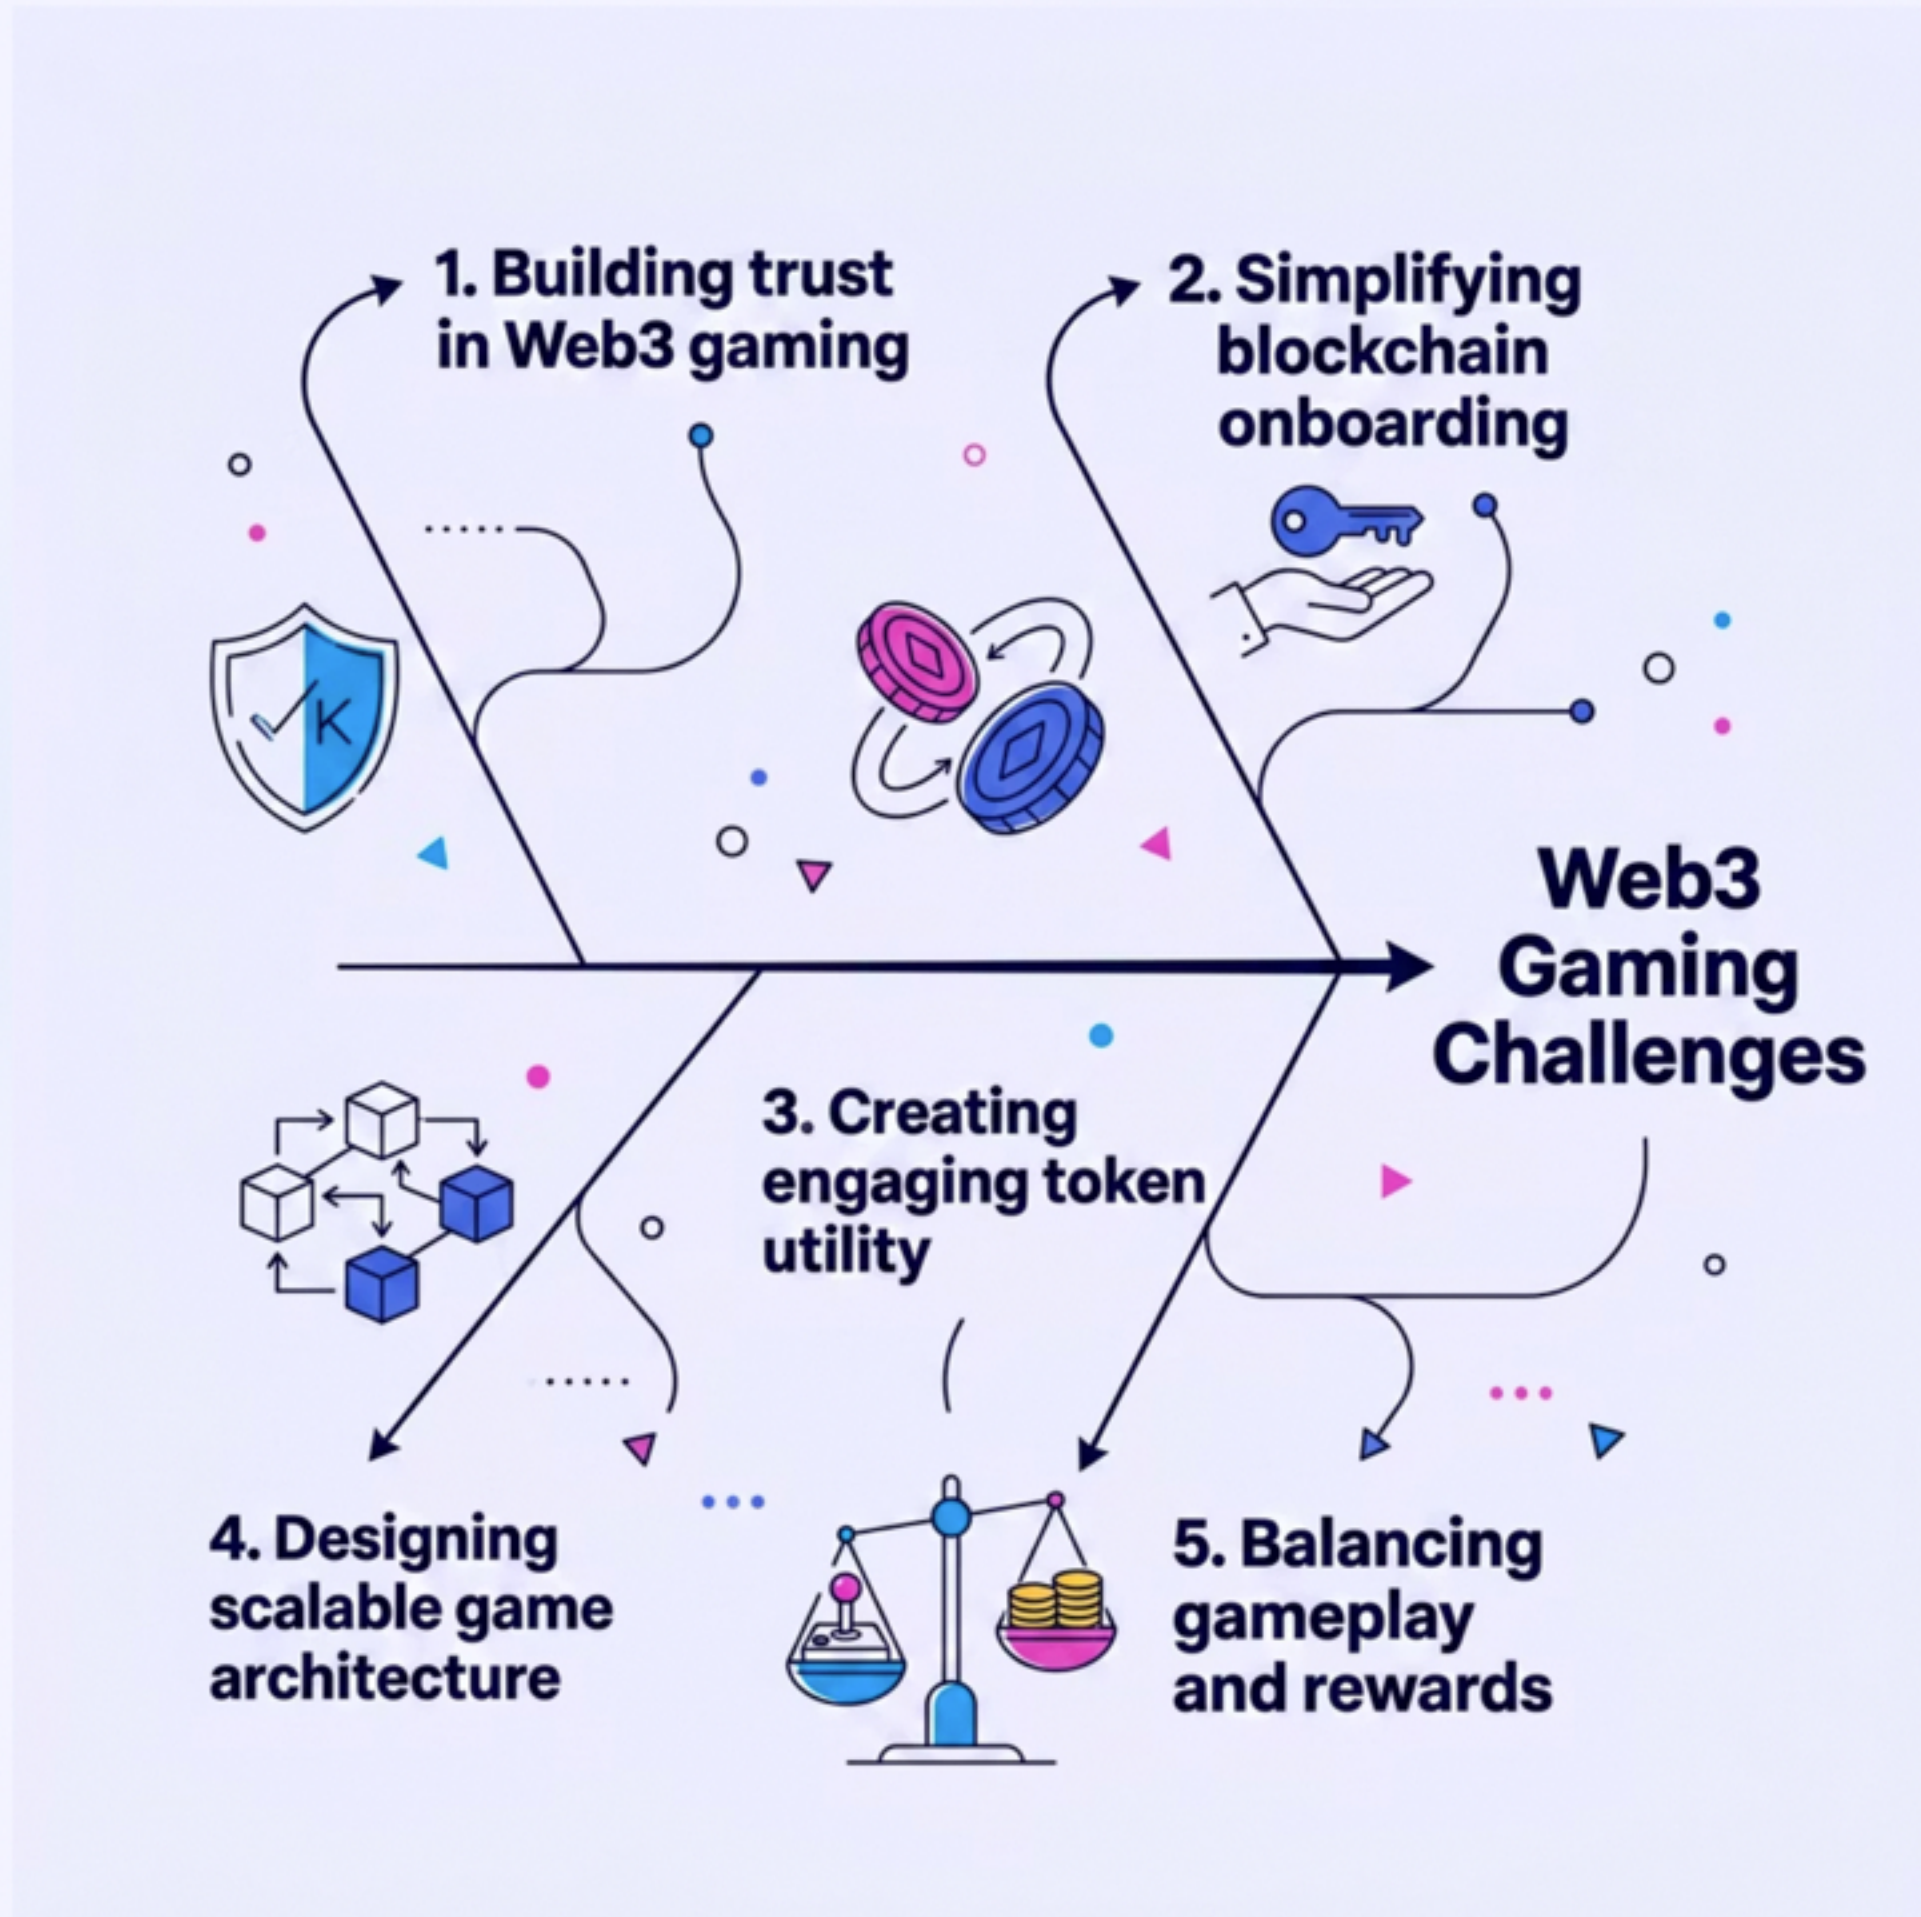 1. Building trust
in Web3 gaming
2. Simplifying
blockchain
onboarding
K
Web3
Gaming
Challenges
3. Creating
engaging token
utility
4. Designing
scalable game
architecture
5. Balancing
gameplay
and rewards